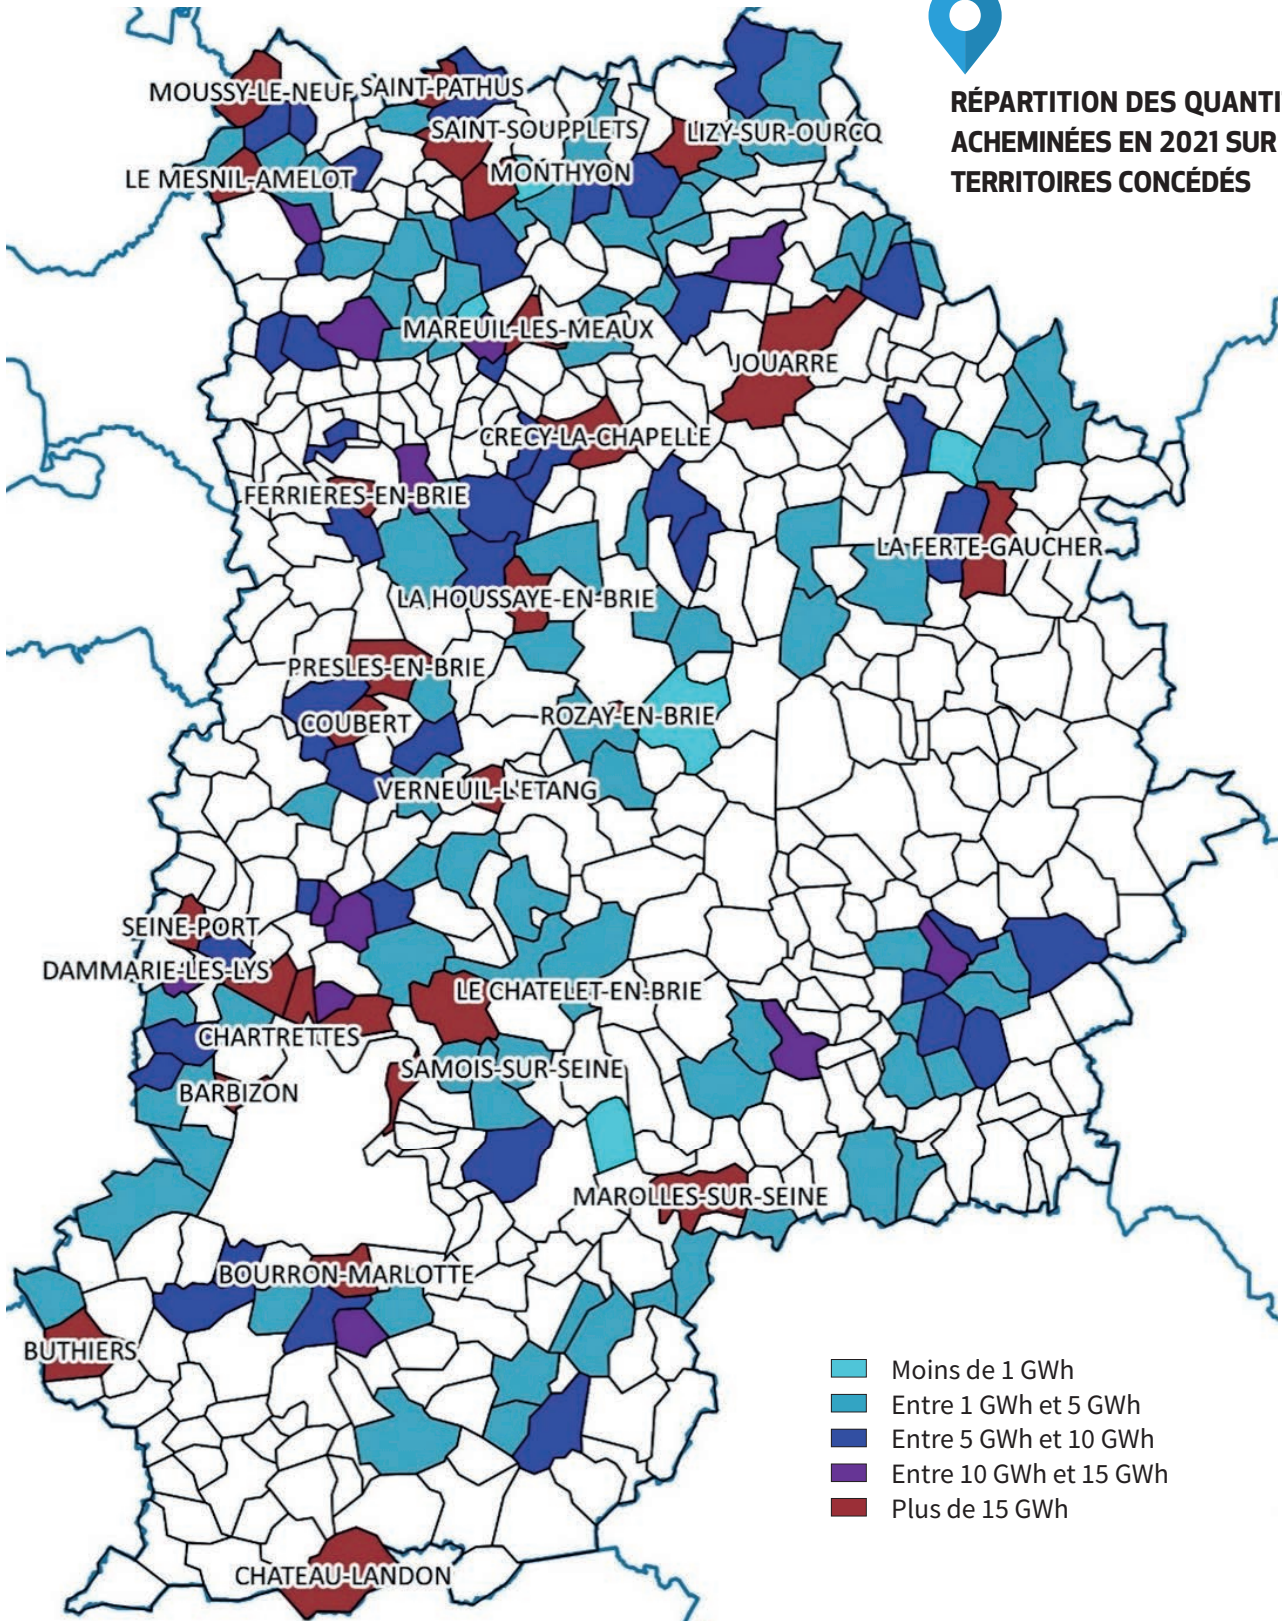 RÉPARTITION DES QUANTI
ACHEMINÉES EN 2021 SUR
TERRITOIRES CONCÉDÉS
MOUSSY-LE-NEUF
SAINT-PATHUS
SAINT-SOUPPLETS
LIZY-SUR-OURCQ
LE MESNIL-AMELOT
MONTHYON
MAREUIL-LES-MEAUX
JOUARRE
CRECY-LA-CHAPELLE
FERRIERES-EN-BRIE
LA FERTE-GAUCHER
LA HOUSSAYE-EN-BRIE
PRESLES-EN-BRIE
COUBERT
ROZAY-EN-BRIE
VERNEUIL-L'ETANG
SEINE-PORT
DAMMARIE-LES-LYS
LE CHATELET-EN-BRIE
CHARTRETTES
SAMOIS-SUR-SEINE
BARBIZON
MAROLLES-SUR-SEINE
BOURRON-MARLOTTE
BUTHIERS
CHATEAU-LANDON
Moins de 1 GWh
Entre 1 GWh et 5 GWh
Entre 5 GWh et 10 GWh
Entre 10 GWh et 15 GWh
Plus de 15 GWh